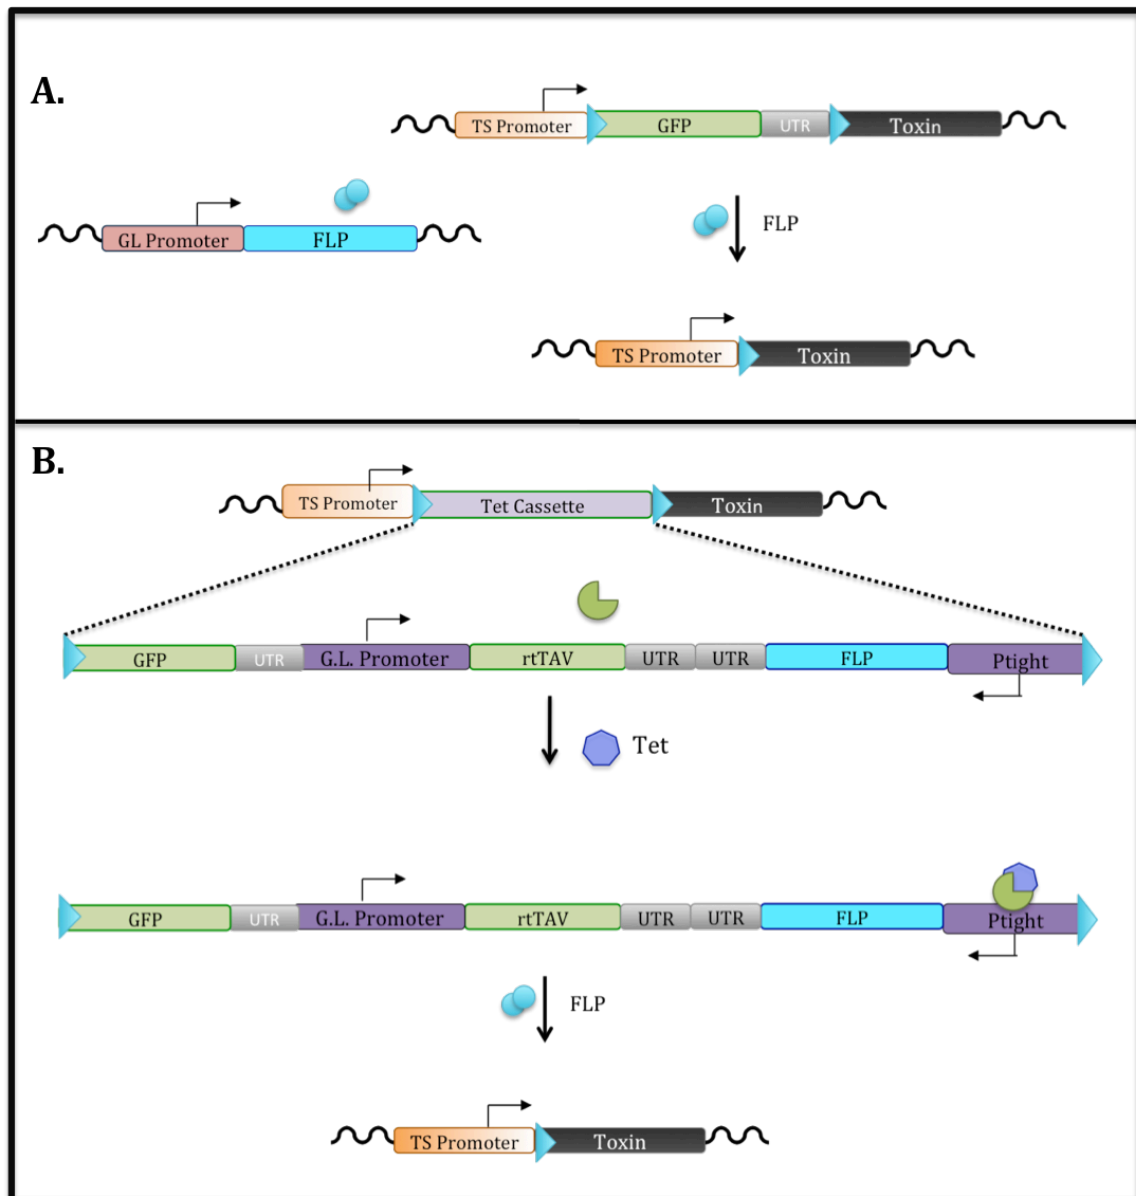 A.
TS Promoter GFP UTR Toxin
GL Promoter FLP
FLP
TS Promoter Toxin
B.
TS Promoter Tet Cassette Toxin
GFP UTR G.L. Promoter rtTAV UTR UTR FLP Ptight
Tet
GFP UTR G.L. Promoter rtTAV UTR UTR FLP Ptight
FLP
TS Promoter Toxin